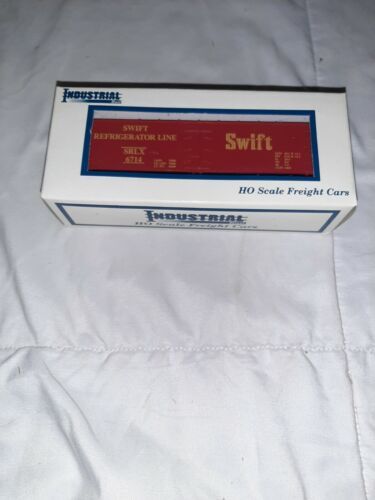 INDUSTRIAL
SWIFT
REFRIGERATOR LINE
SRLX
6714
Swift
HO Scale Freight Cars
INDUSTRIAL
HO Scale Freight Cars